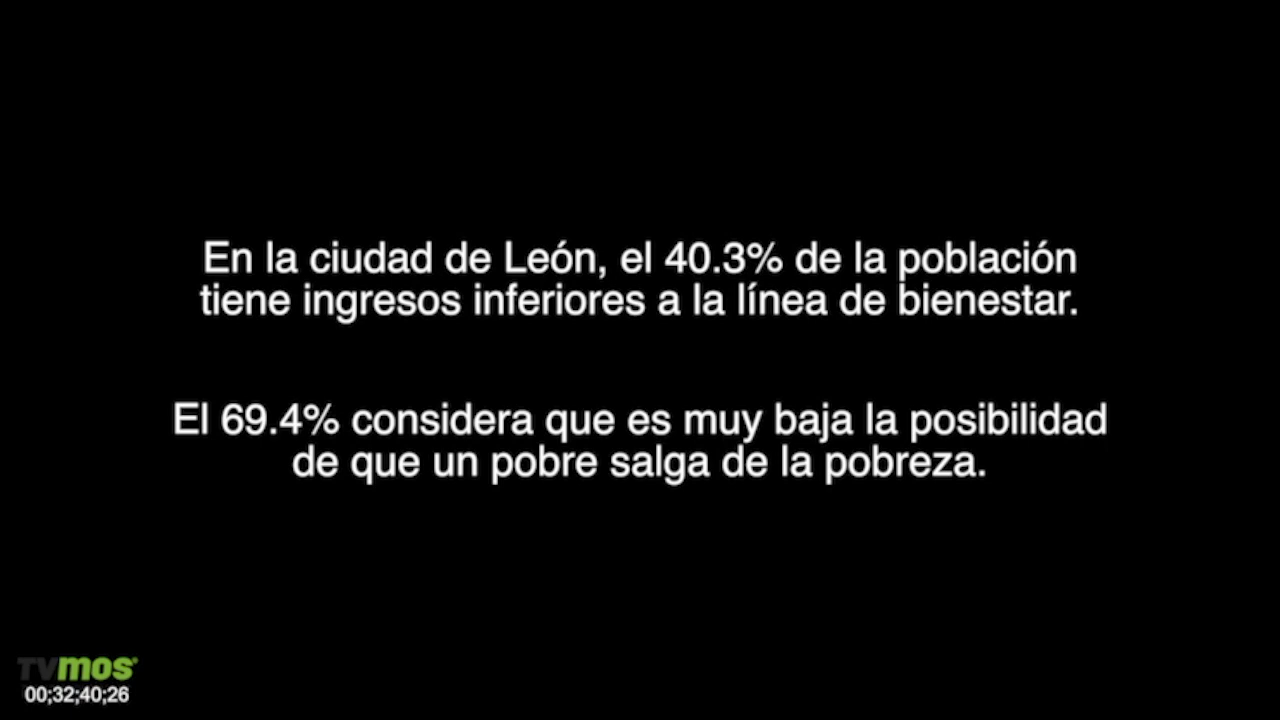 En la ciudad de León, el 40.3% de la población
tiene ingresos inferiores a la línea de bienestar.
El 69.4% considera que es muy baja la posibilidad
de que un pobre salga de la pobreza.
TVmos
00;32;40;26